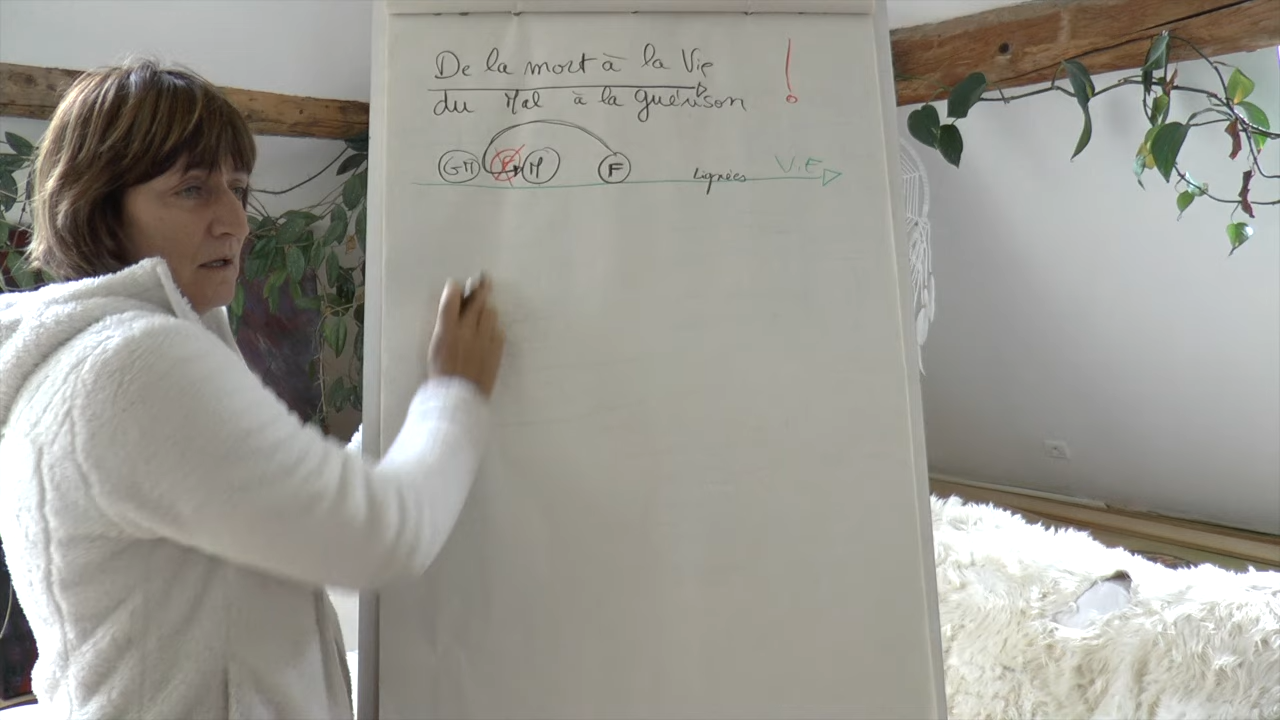 De la mort à la Vie !
du Mal à la guérison
GM M F
Lignées VIE